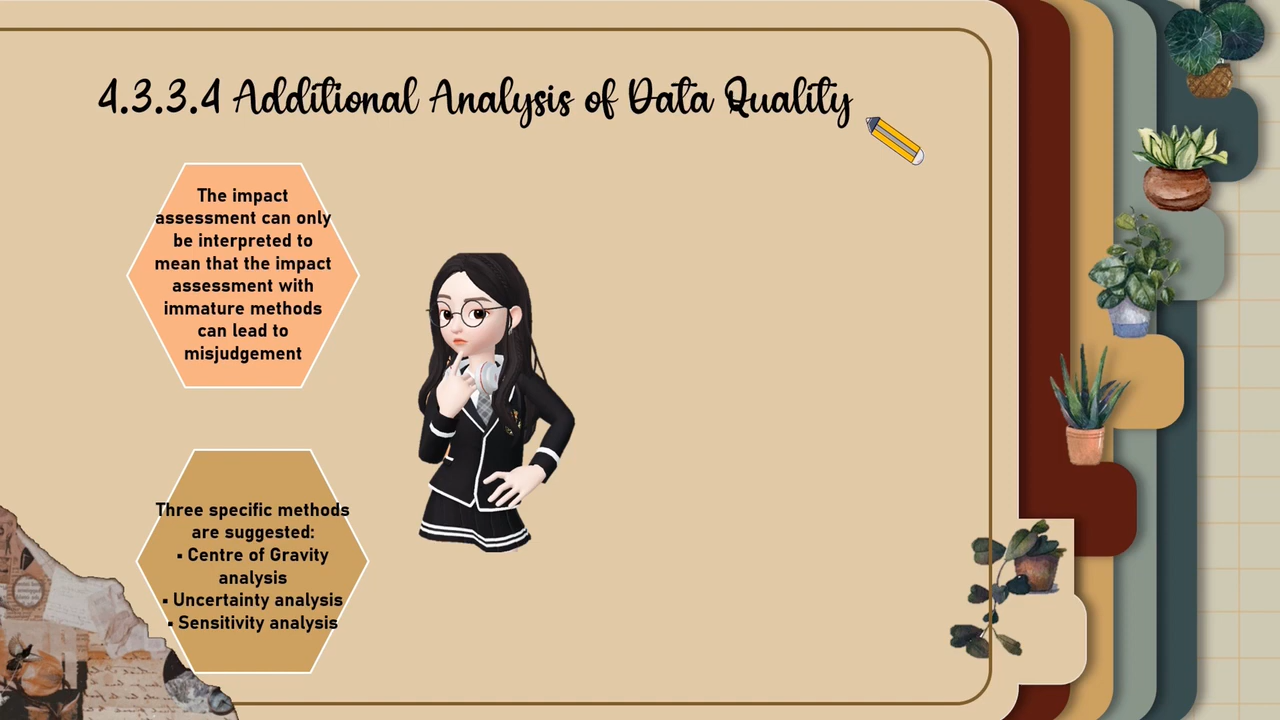 4.3.3.4 Additional Analysis of Data Quality
The impact
assessment can only
be interpreted to
mean that the impact
assessment with
immature methods
can lead to
misjudgement
Three specific methods
are suggested:
▪ Centre of Gravity
analysis
▪ Uncertainty analysis
▪ Sensitivity analysis